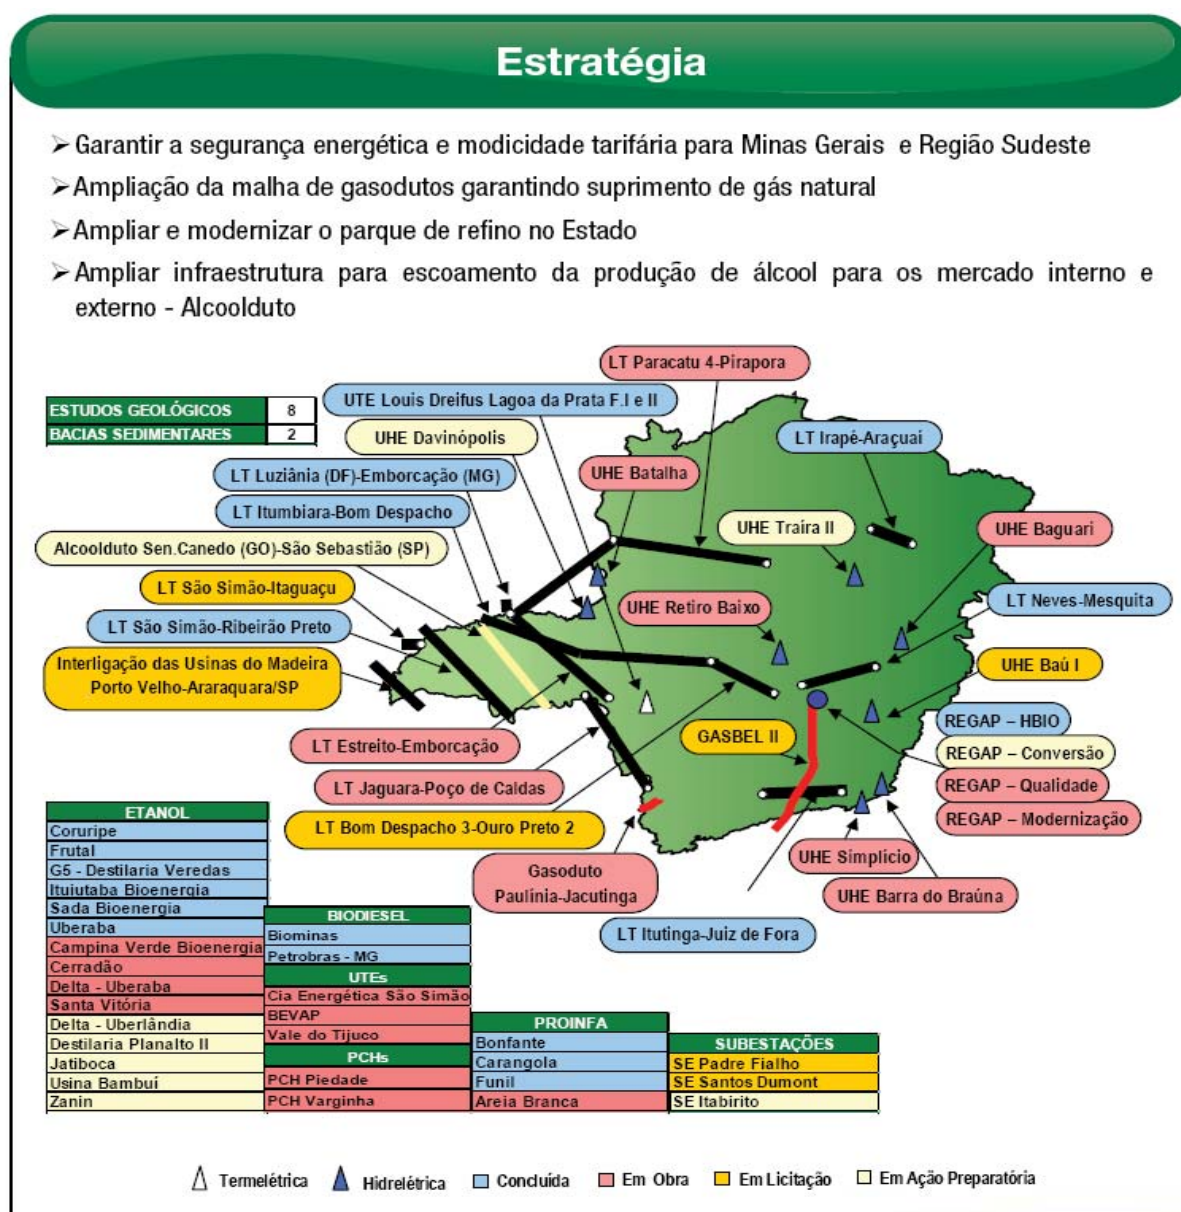 Estratégia
➢ Garantir a segurança energética e modicidade tarifária para Minas Gerais e Região Sudeste
➢ Ampliação da malha de gasodutos garantindo suprimento de gás natural
➢ Ampliar e modernizar o parque de refino no Estado
➢ Ampliar infraestrutura para escoamento da produção de álcool para os mercado interno e
externo - Alcoolduto
LT Paracatu 4-Pirapora
UTE Louis Dreifus Lagoa da Prata F.I e II
ESTUDOS GEOLÓGICOS 8
BACIAS SEDIMENTARES 2
UHE Davinópolis
LT Irapé-Araçuaí
LT Luziânia (DF)-Emborcação (MG)
UHE Batalha
LT Itumbiara-Bom Despacho
UHE Traíra II
UHE Baguari
Alcoolduto Sen.Canedo (GO)-São Sebastião (SP)
LT São Simão-Itaguaçu
UHE Retiro Baixo
LT Neves-Mesquita
LT São Simão-Ribeirão Preto
Interligação das Usinas do Madeira
Porto Velho-Araraquara/SP
UHE Baú I
REGAP – HBIO
GASBEL II
LT Estreito-Emborcação
REGAP – Conversão
LT Jaguara-Poço de Caldas
REGAP – Qualidade
REGAP – Modernização
LT Bom Despacho 3-Ouro Preto 2
UHE Simplício
Gasoduto
Paulínia-Jacutinga
UHE Barra do Braúna
LT Itutinga-Juiz de Fora
ETANOL
Coruripe
Frutal
G5 - Destilaria Veredas
Ituiutaba Bioenergia
Sada Bioenergia
Uberaba
Campina Verde Bioenergia
Cerradão
Delta - Uberaba
Santa Vitória
Delta - Uberlândia
Destilaria Planalto II
Jatiboca
Usina Bambuí
Zanin
BIODIESEL
Biominas
Petrobras - MG
UTEs
Cia Energética São Simão
BEVAP
Vale do Tijuco
PCHs
PCH Piedade
PCH Varginha
PROINFA
Bonfante
Carangola
Funil
Areia Branca
SUBESTAÇÕES
SE Padre Fialho
SE Santos Dumont
SE Itabirito
Termelétrica Hidrelétrica Concluída Em Obra Em Licitação Em Ação Preparatória